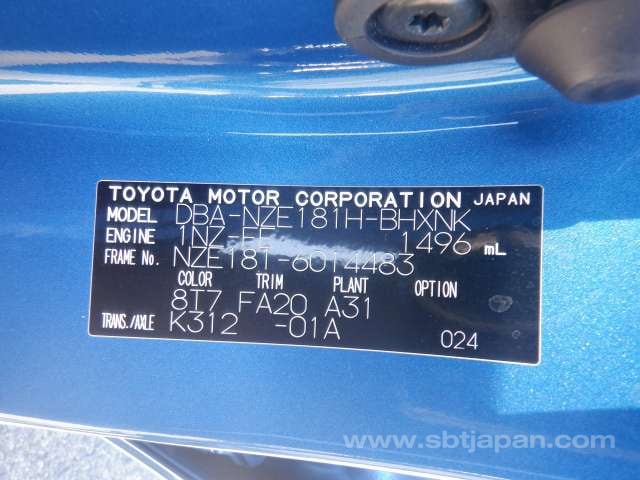 TOYOTA MOTOR CORPORATION JAPAN
MODEL DBA-NZE181H-BHXNK
ENGINE 1NZ-FE 1496 mL
FRAME No. NZE181-6014483
COLOR TRIM PLANT OPTION
8T7 FA20 A31
TRANS./AXLE K312 -01A 024
www.sbtjapan.com